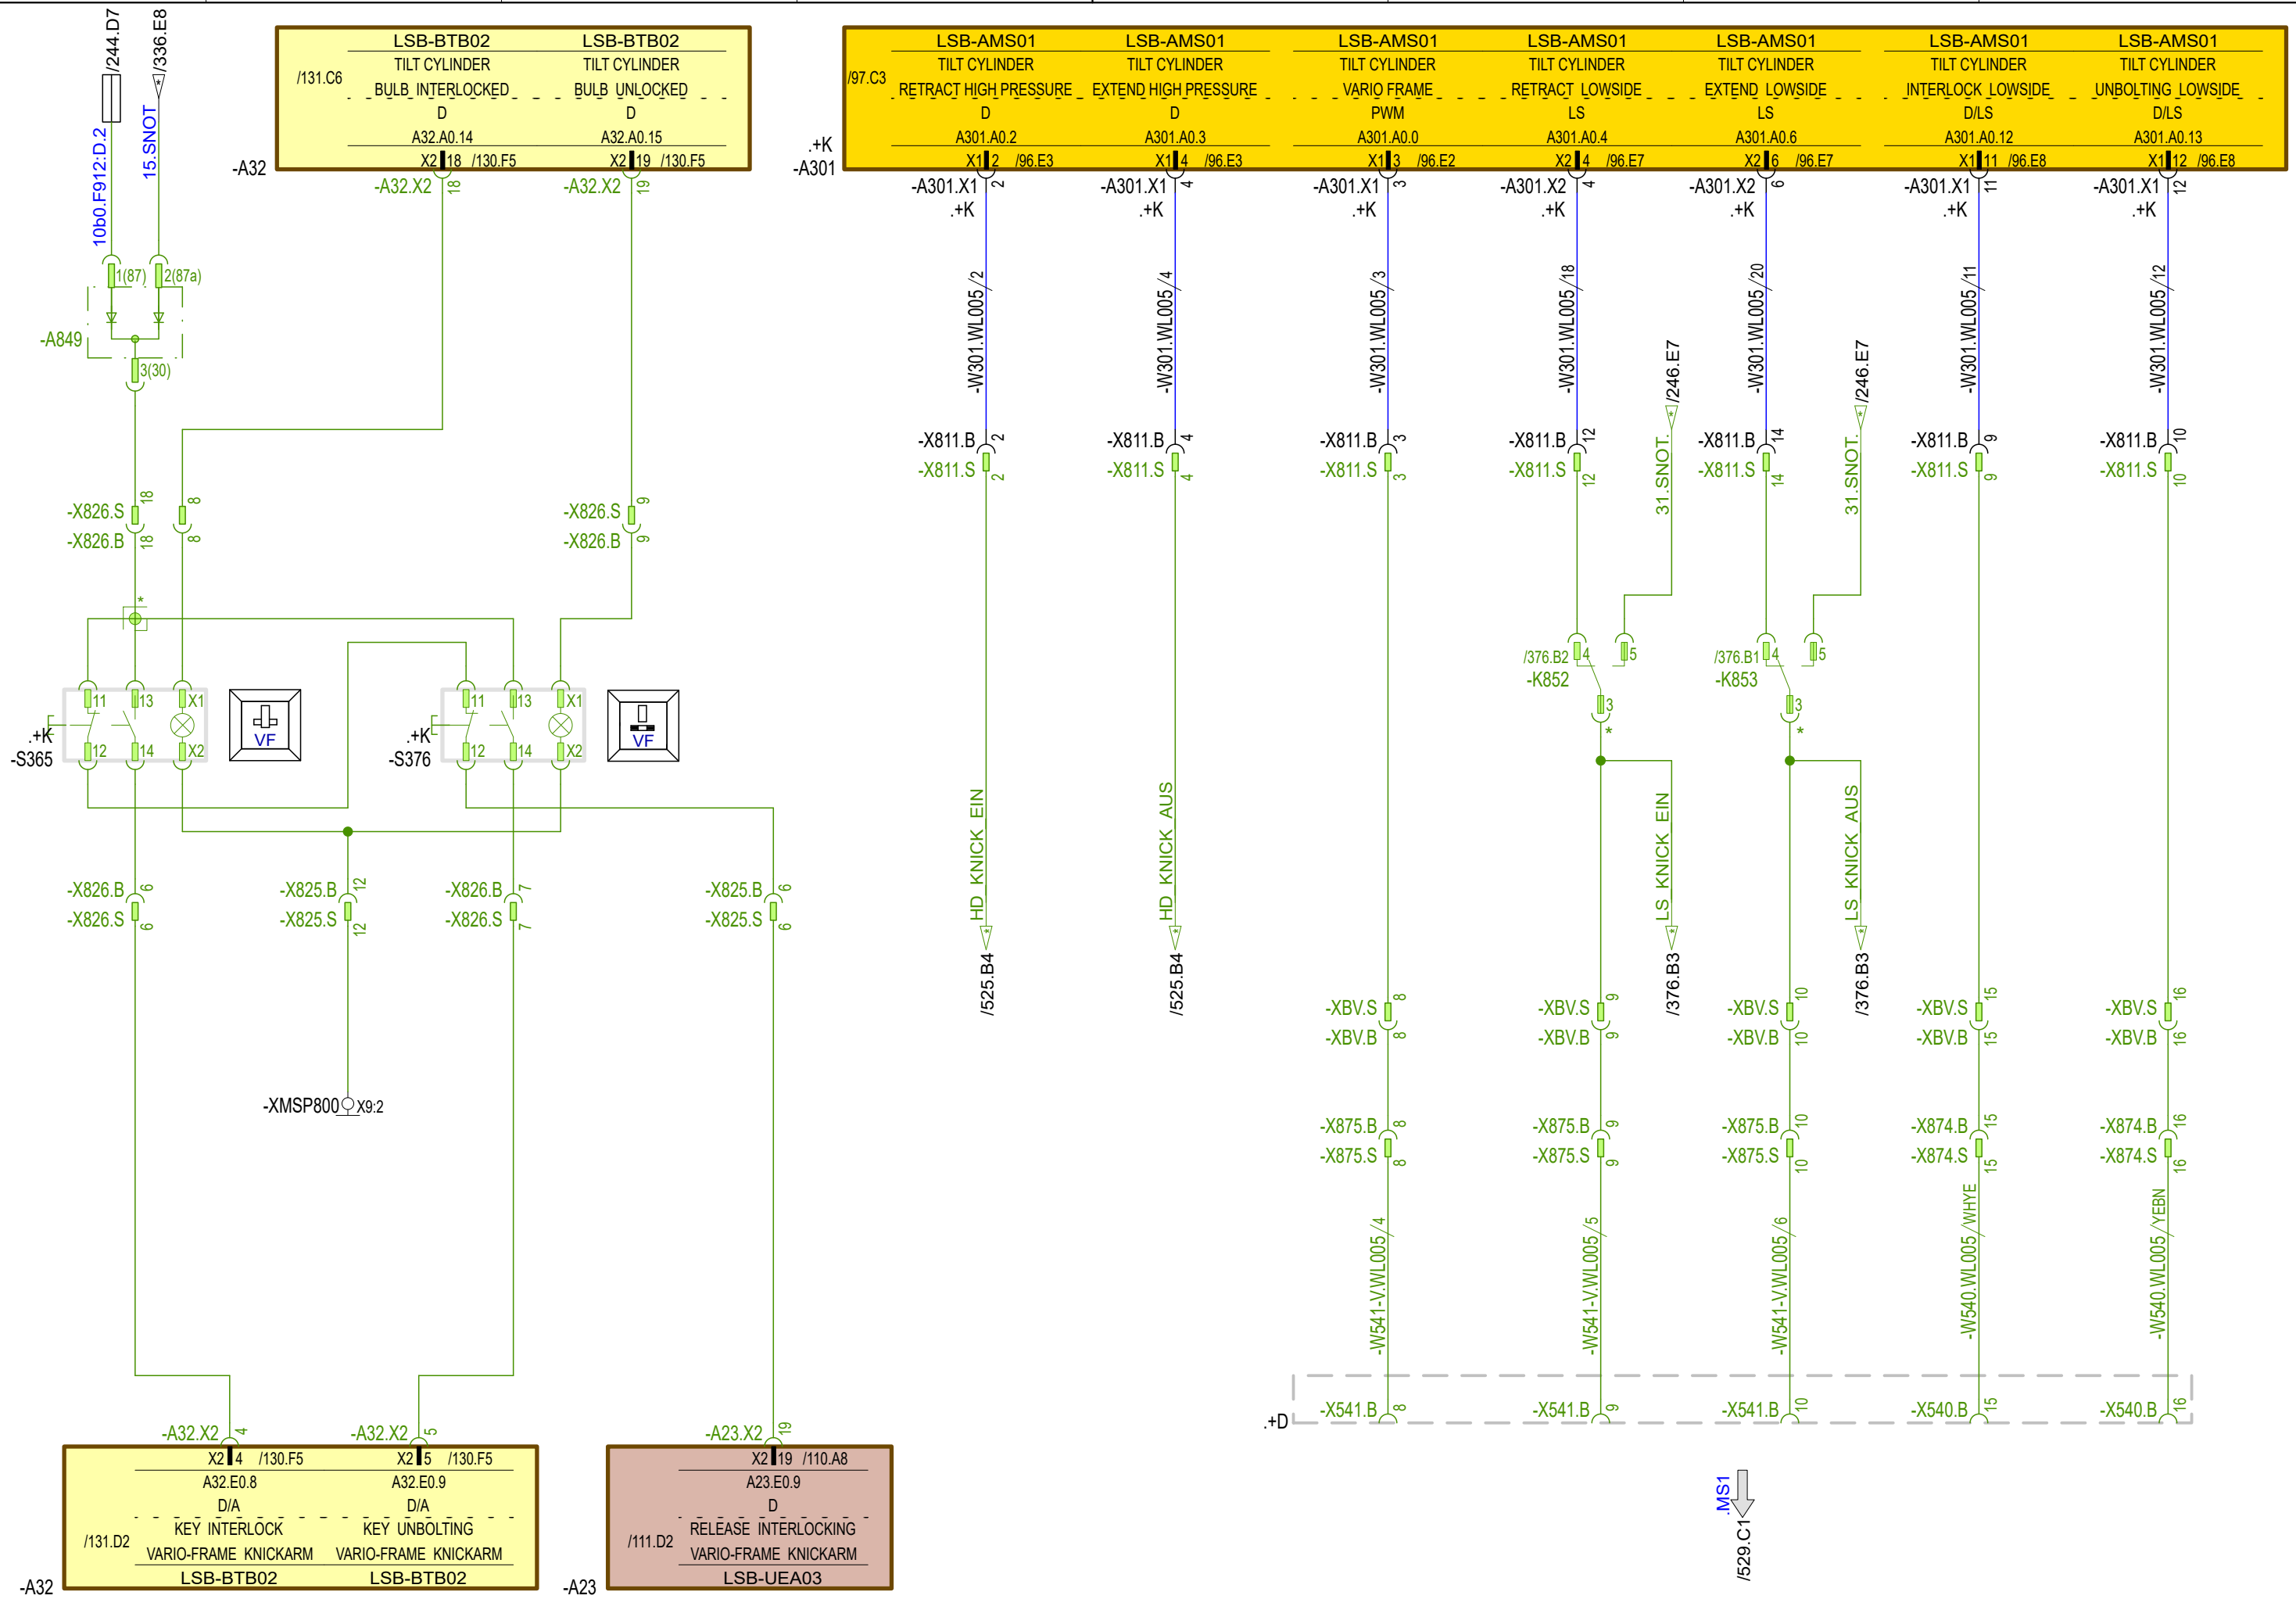 /244.D7
/336.E8
10b0.F912:D.2
15.SNOT
*
1(87)
2(87a)
-A849
3(30)
LSB-BTB02 LSB-BTB02
/131.C6
TILT CYLINDER TILT CYLINDER
BULB INTERLOCKED BULB UNLOCKED
D D
A32.A0.14 A32.A0.15
X2 18 /130.F5 X2 19 /130.F5
-A32
-A32.X2 18 -A32.X2 19
LSB-AMS01 LSB-AMS01 LSB-AMS01 LSB-AMS01 LSB-AMS01 LSB-AMS01 LSB-AMS01
/97.C3
TILT CYLINDER TILT CYLINDER TILT CYLINDER TILT CYLINDER TILT CYLINDER TILT CYLINDER TILT CYLINDER
RETRACT HIGH PRESSURE EXTEND HIGH PRESSURE VARIO FRAME RETRACT LOWSIDE EXTEND LOWSIDE INTERLOCK LOWSIDE UNBOLTING LOWSIDE
D D PWM LS LS D/LS D/LS
A301.A0.2 A301.A0.3 A301.A0.0 A301.A0.4 A301.A0.6 A301.A0.12 A301.A0.13
X1 2 /96.E3 X1 4 /96.E3 X1 3 /96.E2 X2 4 /96.E7 X2 6 /96.E7 X1 11 /96.E8 X1 12 /96.E8
.+K
-A301
-A301.X1 2 -A301.X1 4 -A301.X1 3 -A301.X2 4 -A301.X2 6 -A301.X1 11 -A301.X1 12
.+K .+K .+K .+K .+K .+K .+K
-W301.WL005 /2 -W301.WL005 /4 -W301.WL005 /3 -W301.WL005 /18 -W301.WL005 /20 -W301.WL005 /11 -W301.WL005 /12
/246.E7 /246.E7
* *
31.SNOT. 31.SNOT.
-X811.B 2 -X811.B 4 -X811.B 3 -X811.B 12 -X811.B 14 -X811.B 9 -X811.B 10
-X811.S 2 -X811.S 4 -X811.S 3 -X811.S 12 -X811.S 14 -X811.S 9 -X811.S 10
-X826.S 18 8 -X826.S 9
-X826.B 18 8 -X826.B 9
*
/376.B2 4 5 /376.B1 4 5
-K852 -K853
3 3
* *
11 13 X1 11 13 X1
.+K VF .+K VF
-S365 -S376
12 14 X2 12 14 X2
HD KNICK EIN
HD KNICK AUS
LS KNICK EIN
LS KNICK AUS
* * * *
/525.B4 /525.B4 /376.B3 /376.B3
-X826.B 6 -X825.B 12 -X826.B 7 -X825.B 6
-X826.S 6 -X825.S 12 -X826.S 7 -X825.S 6
-XBV.S 8 -XBV.S 9 -XBV.S 10 -XBV.S 15 -XBV.S 16
-XBV.B 8 -XBV.B 9 -XBV.B 10 -XBV.B 15 -XBV.B 16
-XMSP800 X9:2
-X875.B 8 -X875.B 9 -X875.B 10 -X874.B 15 -X874.B 16
-X875.S 8 -X875.S 9 -X875.S 10 -X874.S 15 -X874.S 16
-W541-V.WL005 /4 -W541-V.WL005 /5 -W541-V.WL005 /6 -W540.WL005 /WHYE -W540.WL005 /YEBN
.+D
-X541.B 8 -X541.B 9 -X541.B 10 -X540.B 15 -X540.B 16
-A32.X2 4 -A32.X2 5 -A23.X2 19
X2 4 /130.F5 X2 5 /130.F5 X2 19 /110.A8
A32.E0.8 A32.E0.9 A23.E0.9
D/A D/A D
KEY INTERLOCK KEY UNBOLTING RELEASE INTERLOCKING
/131.D2 /111.D2
VARIO-FRAME KNICKARM VARIO-FRAME KNICKARM VARIO-FRAME KNICKARM
LSB-BTB02 LSB-BTB02 LSB-UEA03
-A32 -A23
.MS1
/529.C1